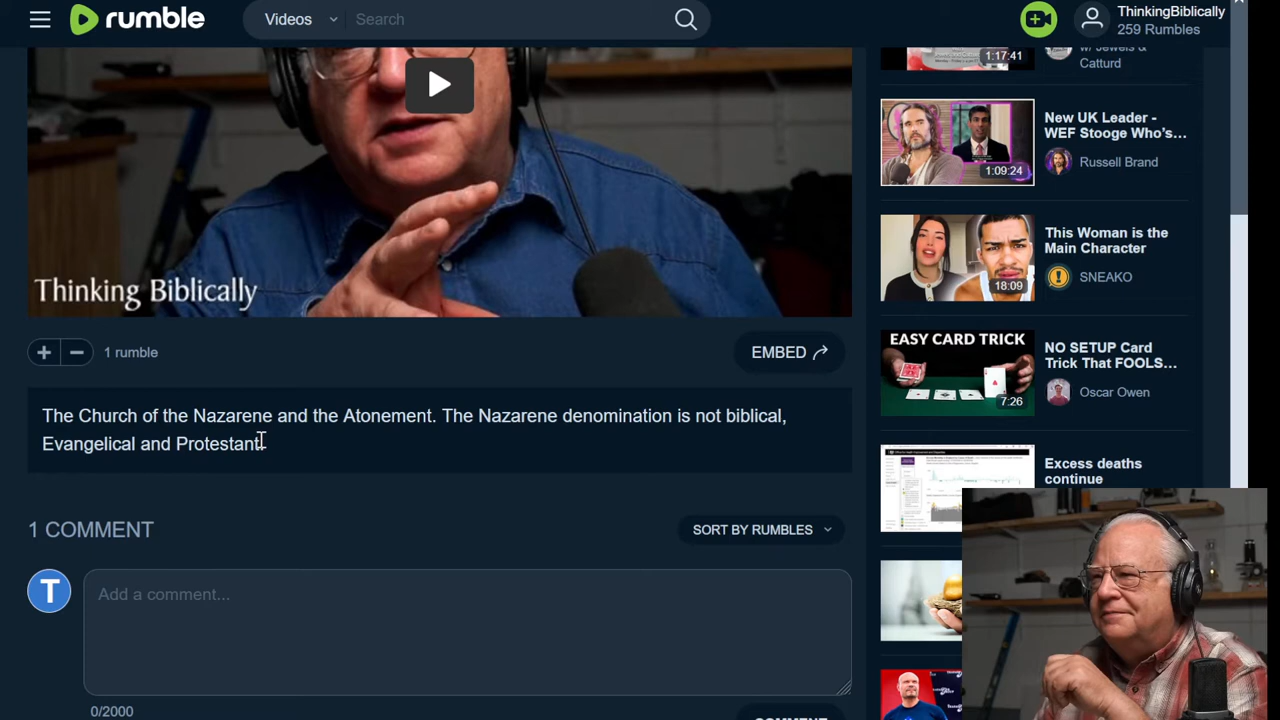 rumble
Videos
Search
ThinkingBiblically
259 Rumbles
Thinking Biblically
1 rumble
EMBED
The Church of the Nazarene and the Atonement. The Nazarene denomination is not biblical,
Evangelical and Protestant.
1 COMMENT
SORT BY RUMBLES
T
Add a comment...
0/2000
COMMENT
1:17:41
w/ Jewels &
Catturd
New UK Leader -
WEF Stooge Who's...
Russell Brand
1:09:24
This Woman is the
Main Character
SNEAKO
18:09
EASY CARD TRICK
NO SETUP Card
Trick That FOOLS...
Oscar Owen
7:26
Excess deaths
continue